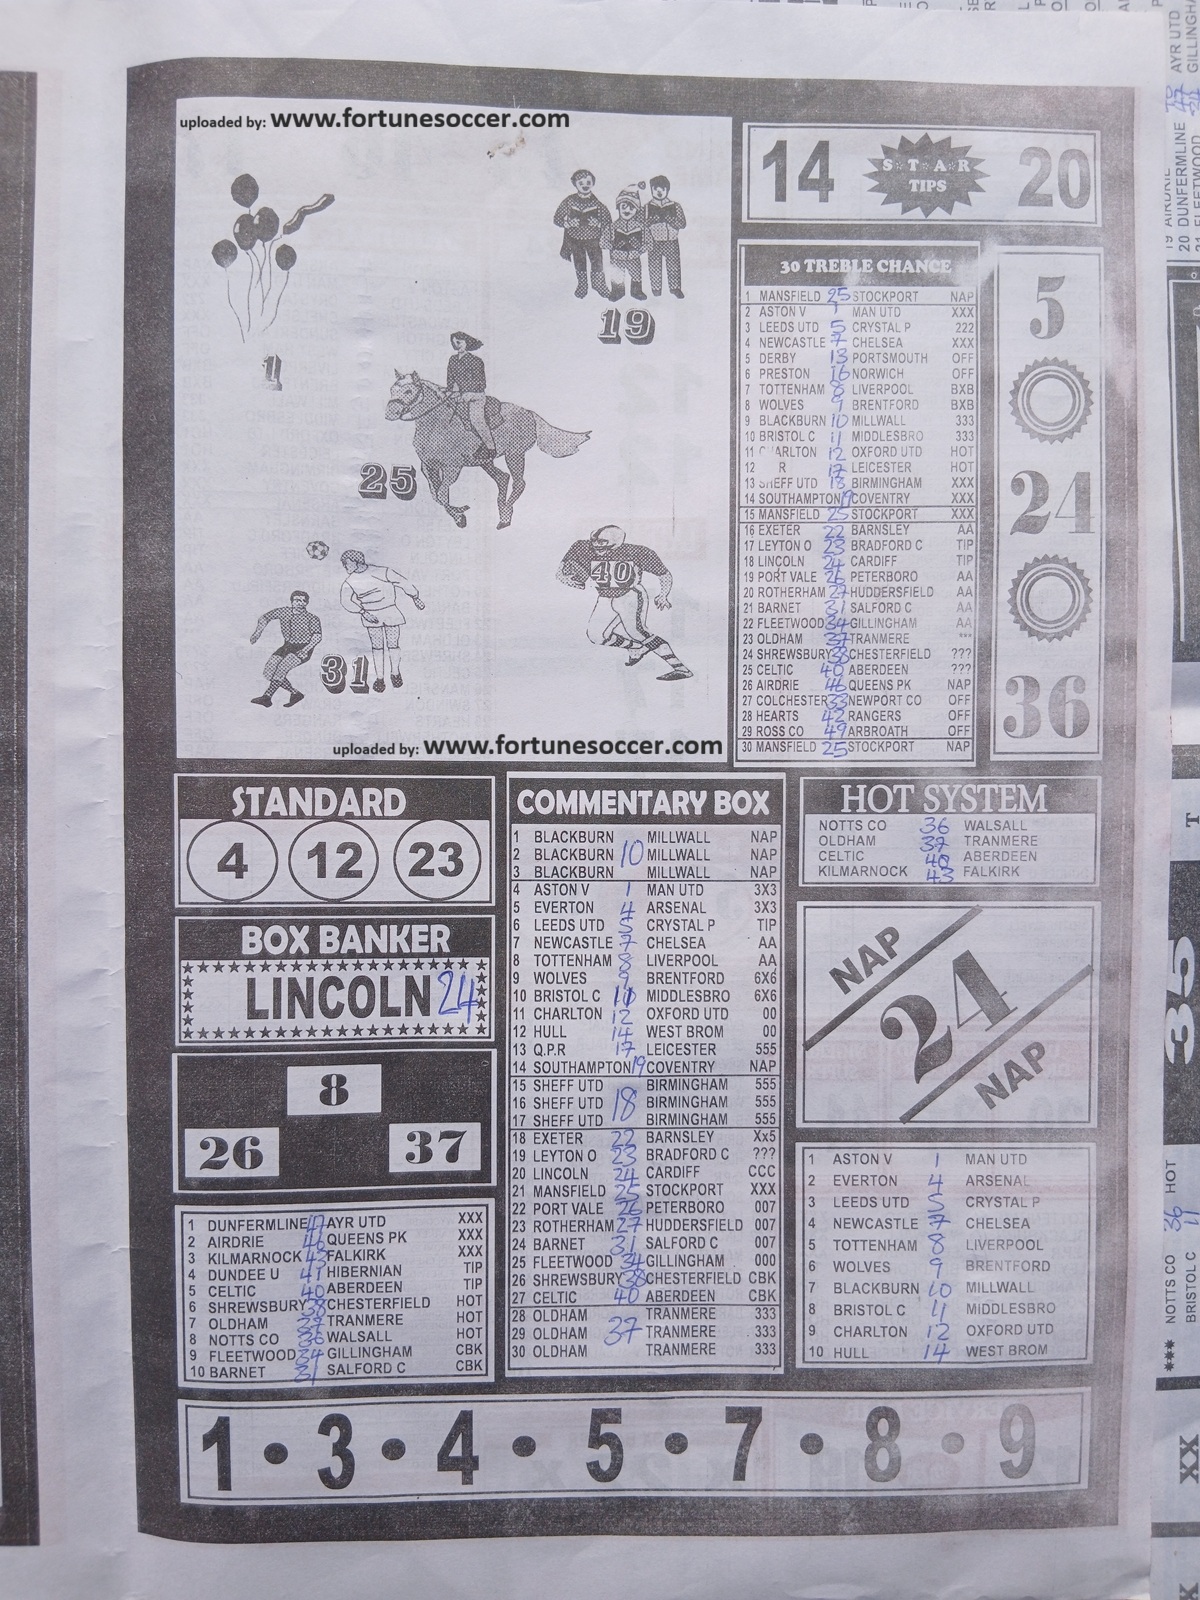 uploaded by: www.fortunesoccer.com
1
19
25
40
31
uploaded by: www.fortunesoccer.com
14 S*T*A*R TIPS 20
30 TREBLE CHANCE
1 MANSFIELD 25 STOCKPORT NAP
2 ASTON V 1 MAN UTD XXX
3 LEEDS UTD 5 CRYSTAL P 222
4 NEWCASTLE 7 CHELSEA XXX
5 DERBY 13 PORTSMOUTH OFF
6 PRESTON 16 NORWICH OFF
7 TOTTENHAM 8 LIVERPOOL BXB
8 WOLVES 9 BRENTFORD BXB
9 BLACKBURN 10 MILLWALL 333
10 BRISTOL C 11 MIDDLESBRO 333
11 CHARLTON 12 OXFORD UTD HOT
12 R 17 LEICESTER HOT
13 SHEFF UTD 18 BIRMINGHAM XXX
14 SOUTHAMPTON 19 COVENTRY XXX
15 MANSFIELD 25 STOCKPORT XXX
16 EXETER 22 BARNSLEY AA
17 LEYTON O 23 BRADFORD C TIP
18 LINCOLN 24 CARDIFF TIP
19 PORT VALE 26 PETERBORO AA
20 ROTHERHAM 27 HUDDERSFIELD AA
21 BARNET 31 SALFORD C AA
22 FLEETWOOD 34 GILLINGHAM AA
23 OLDHAM 37 TRANMERE ***
24 SHREWSBURY 38 CHESTERFIELD ???
25 CELTIC 40 ABERDEEN ???
26 AIRDRIE 46 QUEENS PK NAP
27 COLCHESTER 33 NEWPORT CO OFF
28 HEARTS 42 RANGERS OFF
29 ROSS CO 49 ARBROATH OFF
30 MANSFIELD 25 STOCKPORT NAP
5
24
36
STANDARD
4 12 23
BOX BANKER
LINCOLN 24
8
26 37
1 DUNFERMLINE 47 AYR UTD XXX
2 AIRDRIE 46 QUEENS PK XXX
3 KILMARNOCK 43 FALKIRK XXX
4 DUNDEE U 41 HIBERNIAN TIP
5 CELTIC 40 ABERDEEN TIP
6 SHREWSBURY 38 CHESTERFIELD HOT
7 OLDHAM 37 TRANMERE HOT
8 NOTTS CO 36 WALSALL HOT
9 FLEETWOOD 34 GILLINGHAM CBK
10 BARNET 31 SALFORD C CBK
COMMENTARY BOX
1 BLACKBURN MILLWALL NAP
2 BLACKBURN 10 MILLWALL NAP
3 BLACKBURN MILLWALL NAP
4 ASTON V 1 MAN UTD 3X3
5 EVERTON 4 ARSENAL 3X3
6 LEEDS UTD 5 CRYSTAL P TIP
7 NEWCASTLE 7 CHELSEA AA
8 TOTTENHAM 8 LIVERPOOL AA
9 WOLVES 9 BRENTFORD 6X6
10 BRISTOL C 11 MIDDLESBRO 6X6
11 CHARLTON 12 OXFORD UTD 00
12 HULL 14 WEST BROM 00
13 Q.P.R 17 LEICESTER 555
14 SOUTHAMPTON 19 COVENTRY NAP
15 SHEFF UTD BIRMINGHAM 555
16 SHEFF UTD 18 BIRMINGHAM 555
17 SHEFF UTD BIRMINGHAM 555
18 EXETER 22 BARNSLEY Xx5
19 LEYTON O 23 BRADFORD C ???
20 LINCOLN 24 CARDIFF CCC
21 MANSFIELD 25 STOCKPORT XXX
22 PORT VALE 26 PETERBORO 007
23 ROTHERHAM 27 HUDDERSFIELD 007
24 BARNET 31 SALFORD C 007
25 FLEETWOOD 34 GILLINGHAM 000
26 SHREWSBURY 38 CHESTERFIELD CBK
27 CELTIC 40 ABERDEEN CBK
28 OLDHAM TRANMERE 333
29 OLDHAM 37 TRANMERE 333
30 OLDHAM TRANMERE 333
HOT SYSTEM
NOTTS CO 36 WALSALL
OLDHAM 37 TRANMERE
CELTIC 40 ABERDEEN
KILMARNOCK 43 FALKIRK
NAP
24
NAP
1 ASTON V 1 MAN UTD
2 EVERTON 4 ARSENAL
3 LEEDS UTD 5 CRYSTAL P
4 NEWCASTLE 7 CHELSEA
5 TOTTENHAM 8 LIVERPOOL
6 WOLVES 9 BRENTFORD
7 BLACKBURN 10 MILLWALL
8 BRISTOL C 11 MIDDLESBRO
9 CHARLTON 12 OXFORD UTD
10 HULL 14 WEST BROM
1 • 3 • 4 • 5 • 7 • 8 • 9
19 AIRDRIE
20 DUNFERMLINE 47 AYR UTD
GILLINGHA
35
T
*** NOTTS CO 36 HOT
BRISTOL C 11
XX